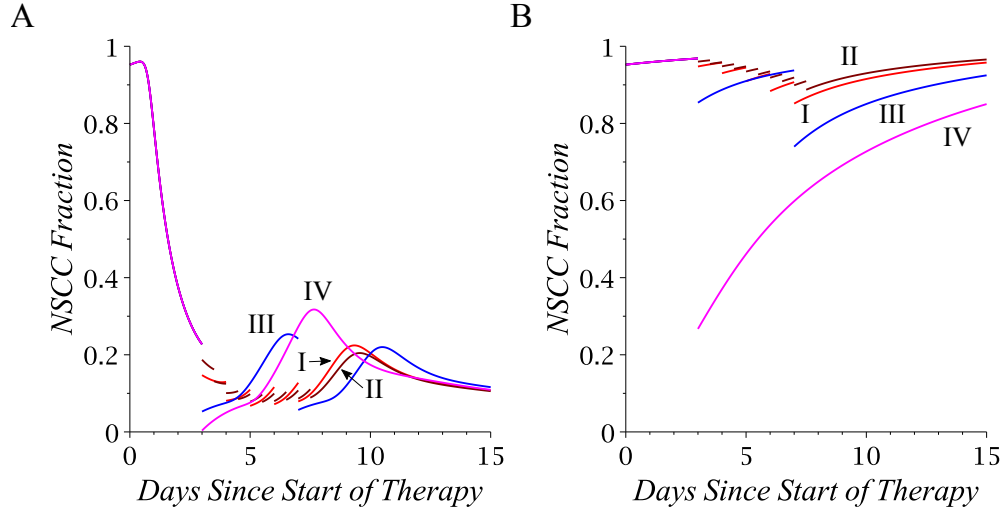 A
NSCC Fraction
1
0.8
0.6
0.4
0.2
0
III
IV
I
II
0
5
10
15
Days Since Start of Therapy
B
NSCC Fraction
1
0.8
0.6
0.4
0.2
0
II
I
III
IV
0
5
10
15
Days Since Start of Therapy